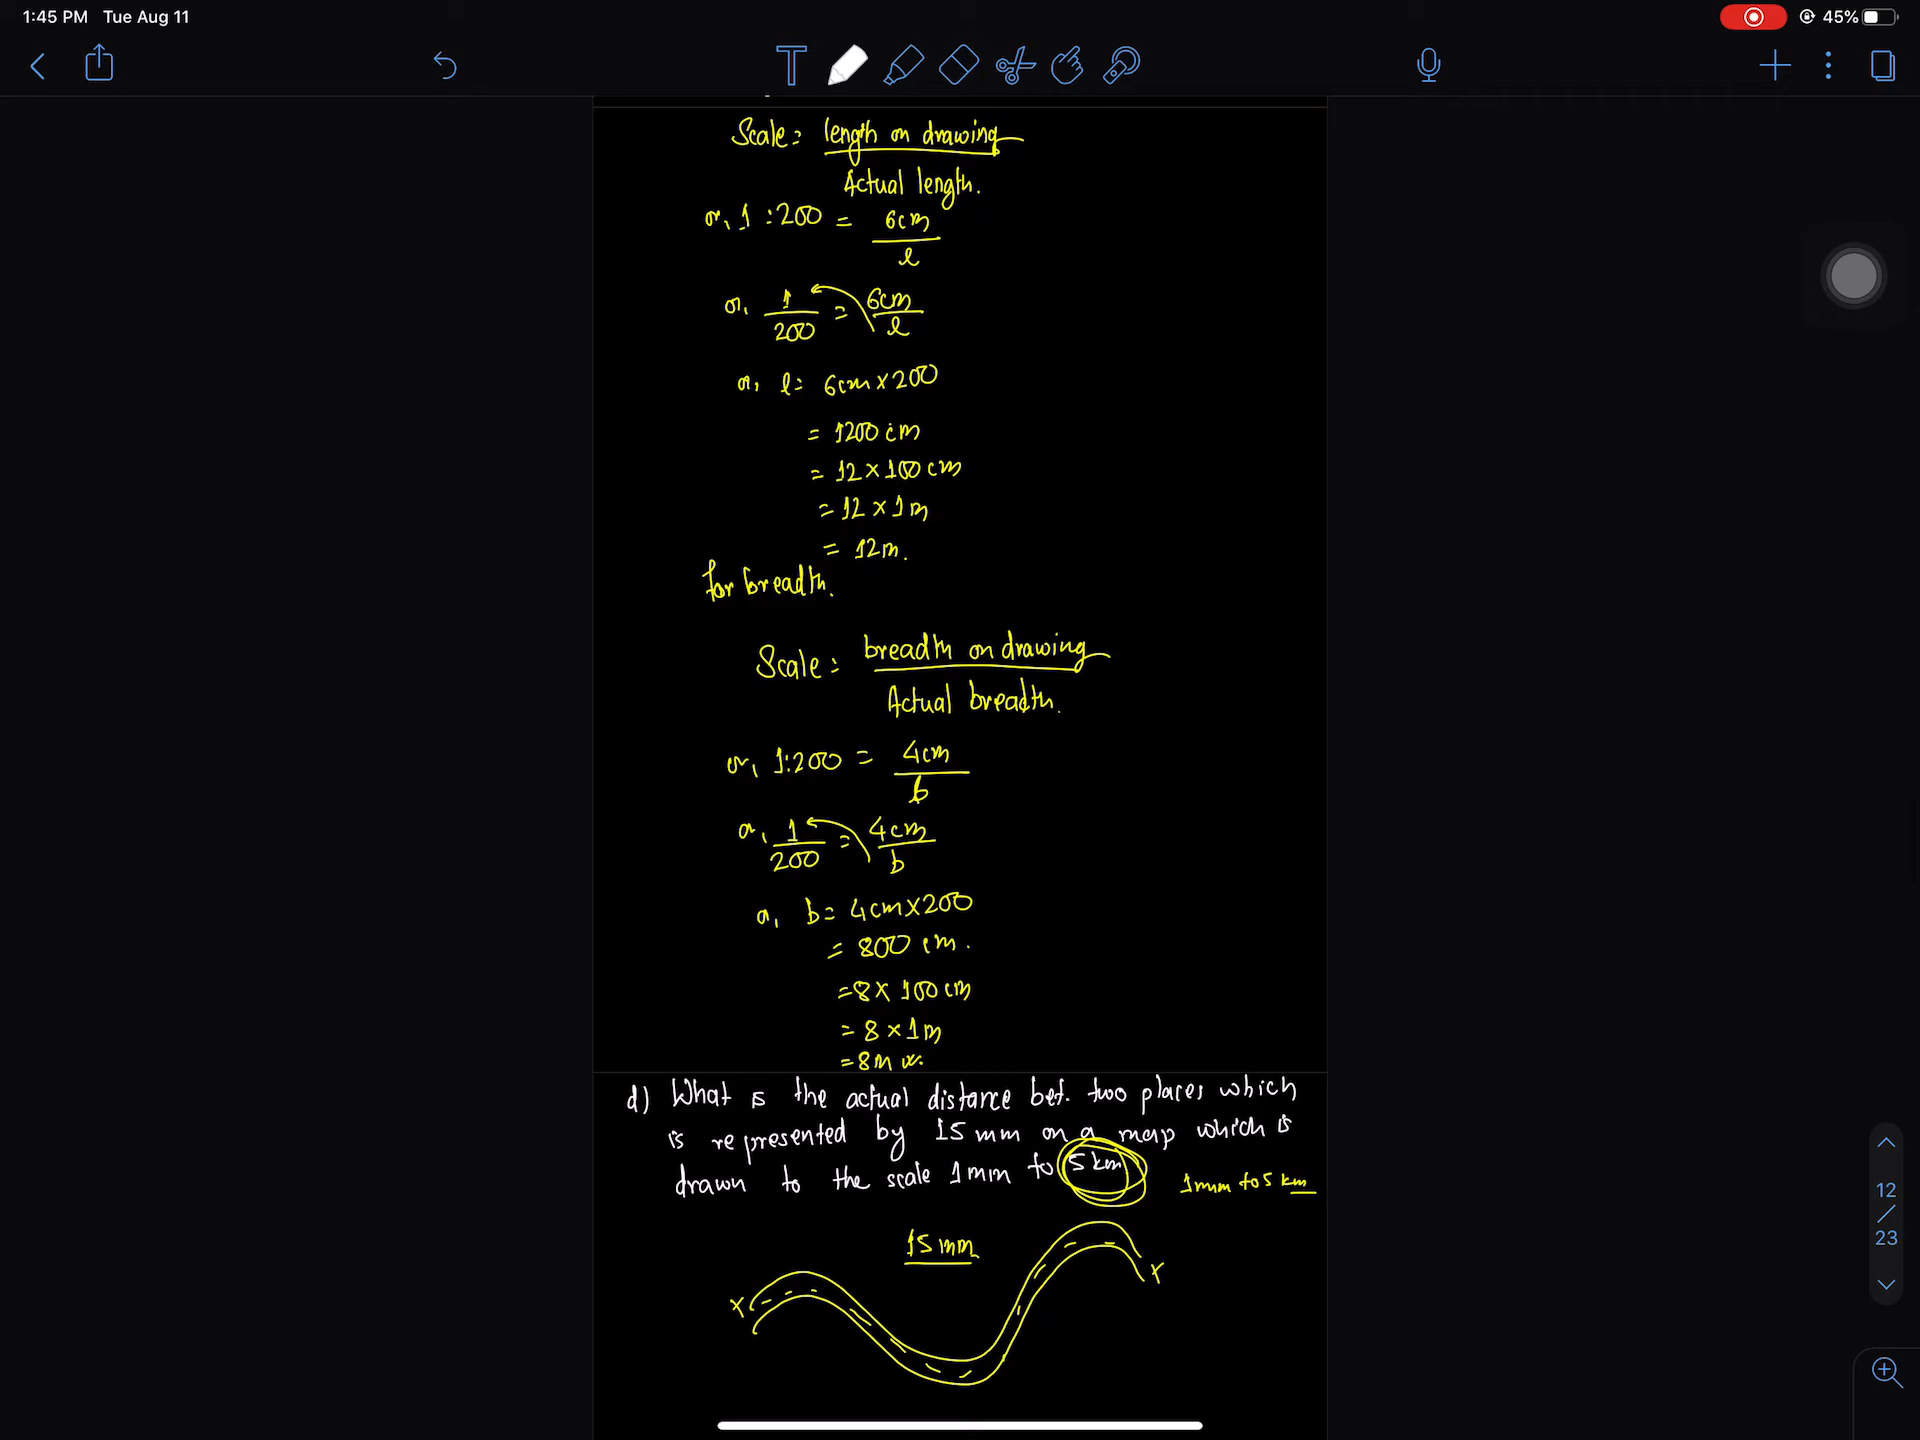 1:45 PM Tue Aug 11
45%
Scale = length on drawing
Actual length.
or, 1 : 200 = 6cm
l
or, 1 = 6cm
200 l
or, l = 6cm × 200
= 1200 cm
= 12 × 100 cm
= 12 × 1m
= 12m.
for breadth.
Scale = breadth on drawing
Actual breadth.
or, 1:200 = 4cm
b
or, 1 = 4cm
200 b
or, b = 4cm × 200
= 800 cm.
= 8 × 100 cm
= 8 × 1m
= 8m
d) What is the actual distance bet. two places which
is represented by 15 mm on a map which is
drawn to the scale 1mm to 5 km
1mm to 5 km
15 mm
x
x
12
/
23